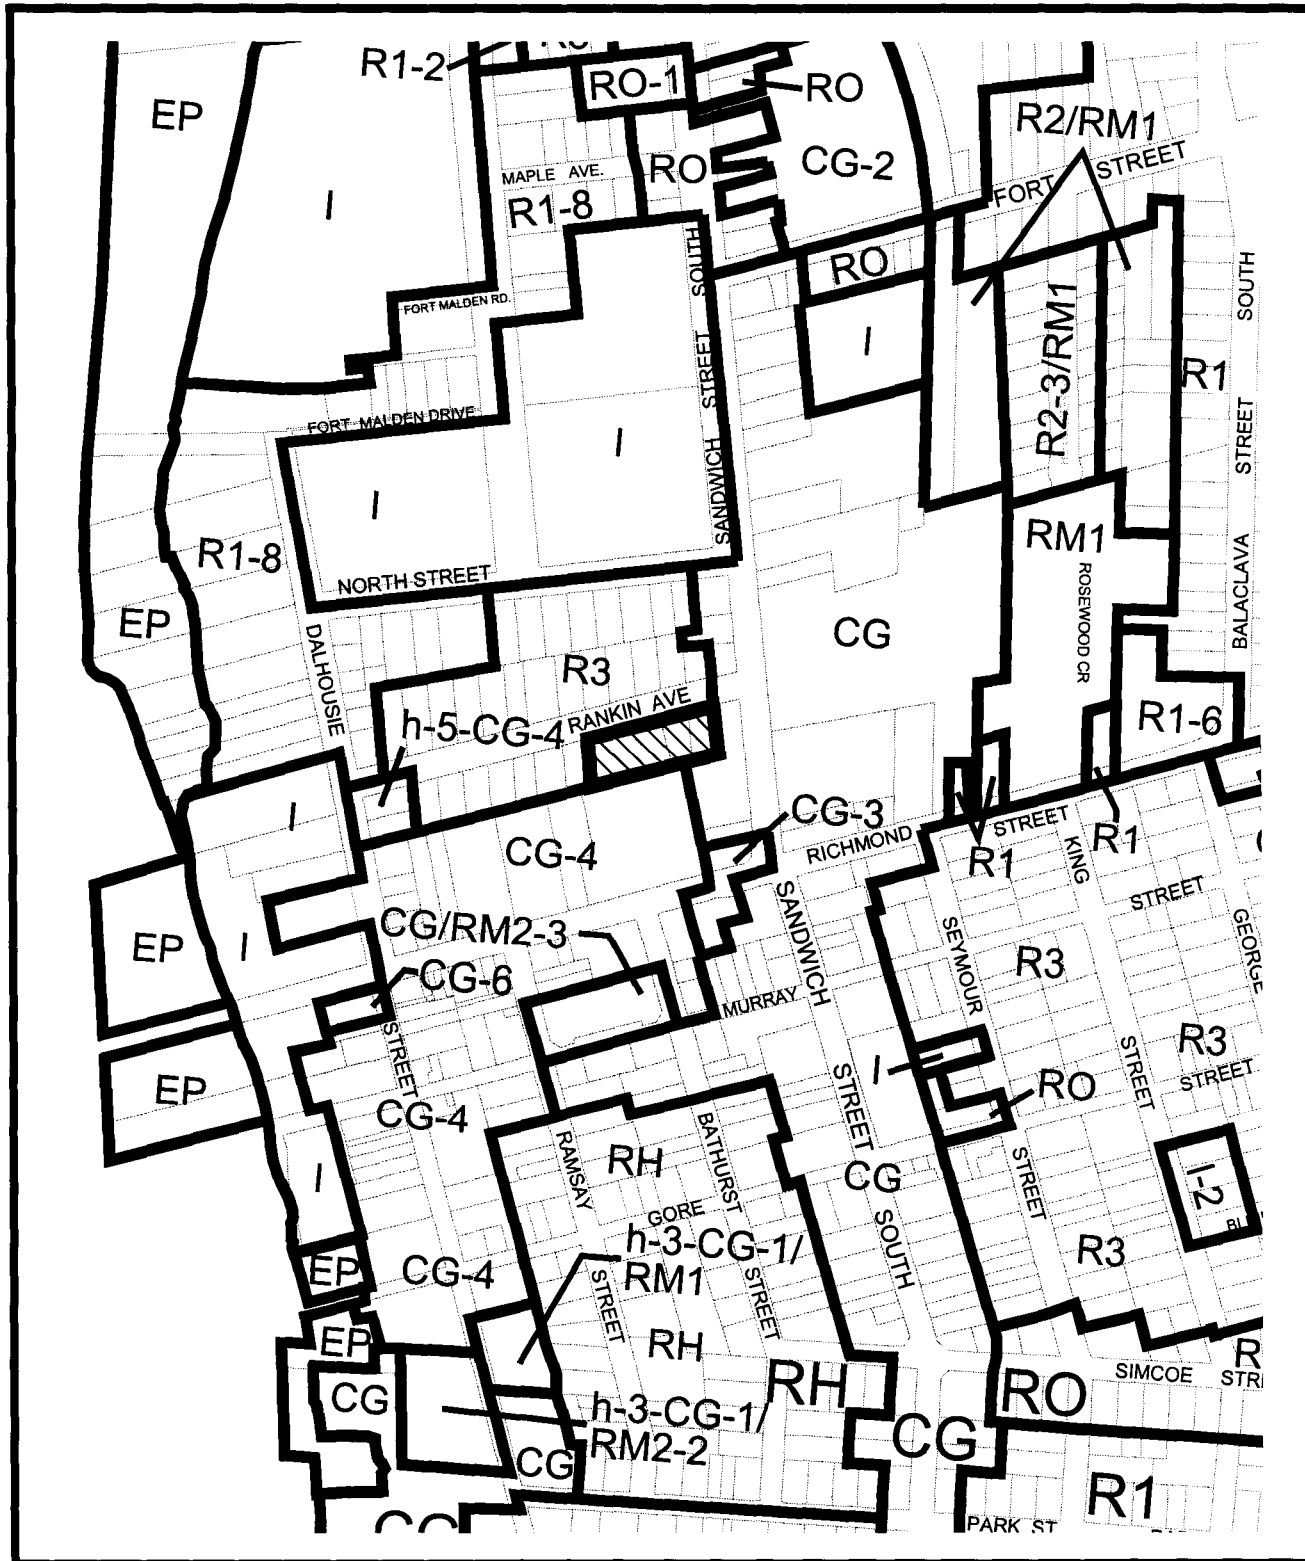 R1-2
RO-1
RO
EP
R2/RM1
I
RO
CG-2
FORT STREET
MAPLE AVE.
R1-8
SOUTH
RO
SOUTH
FORT MALDEN RD.
R2-3/RM1
I
STREET
R1
FORT MALDEN DRIVE
I
STREET
I
SANDWICH
RM1
R1-8
NORTH STREET
ROSEWOOD CR
BALACLAVA
EP
DALHOUSIE
CG
R3
RANKIN AVE
h-5-CG-4
R1-6
I
CG-3
RICHMOND
STREET
R1
R1
KING
CG-4
STREET
SANDWICH
CG/RM2-3
SEYMOUR
GEORGE
EP
I
CG-6
R3
MURRAY
STREET
R3
STREET
STREET
I
STREET
RO
EP
CG-4
RAMSAY
BATHURST
RH
I
CG
STREET
I-2
GORE
SOUTH
h-3-CG-1/
RM1
R3
EP
CG-4
STREET
STREET
EP
RH
SIMCOE
CG
RH
RO
h-3-CG-1/
RM2-2
CG
CG
R1
PARK ST